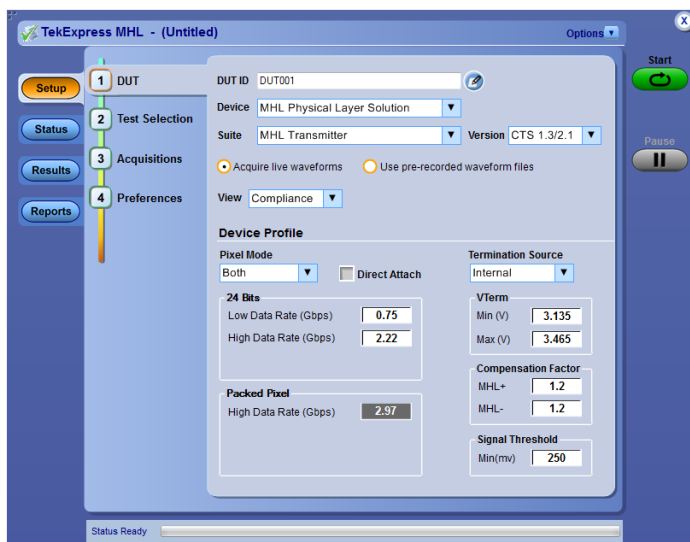 TekExpress MHL - (Untitled)
Options
X
Start
Pause
Setup
Status
Results
Reports
1 DUT
2 Test Selection
3 Acquisitions
4 Preferences
DUT ID DUT001
Device MHL Physical Layer Solution
Suite MHL Transmitter Version CTS 1.3/2.1
Acquire live waveforms Use pre-recorded waveform files
View Compliance
Device Profile
Pixel Mode
Both
Direct Attach
Termination Source
Internal
24 Bits
Low Data Rate (Gbps) 0.75
High Data Rate (Gbps) 2.22
Packed Pixel
High Data Rate (Gbps) 2.97
VTerm
Min (V) 3.135
Max (V) 3.465
Compensation Factor
MHL+ 1.2
MHL- 1.2
Signal Threshold
Min(mv) 250
Status Ready